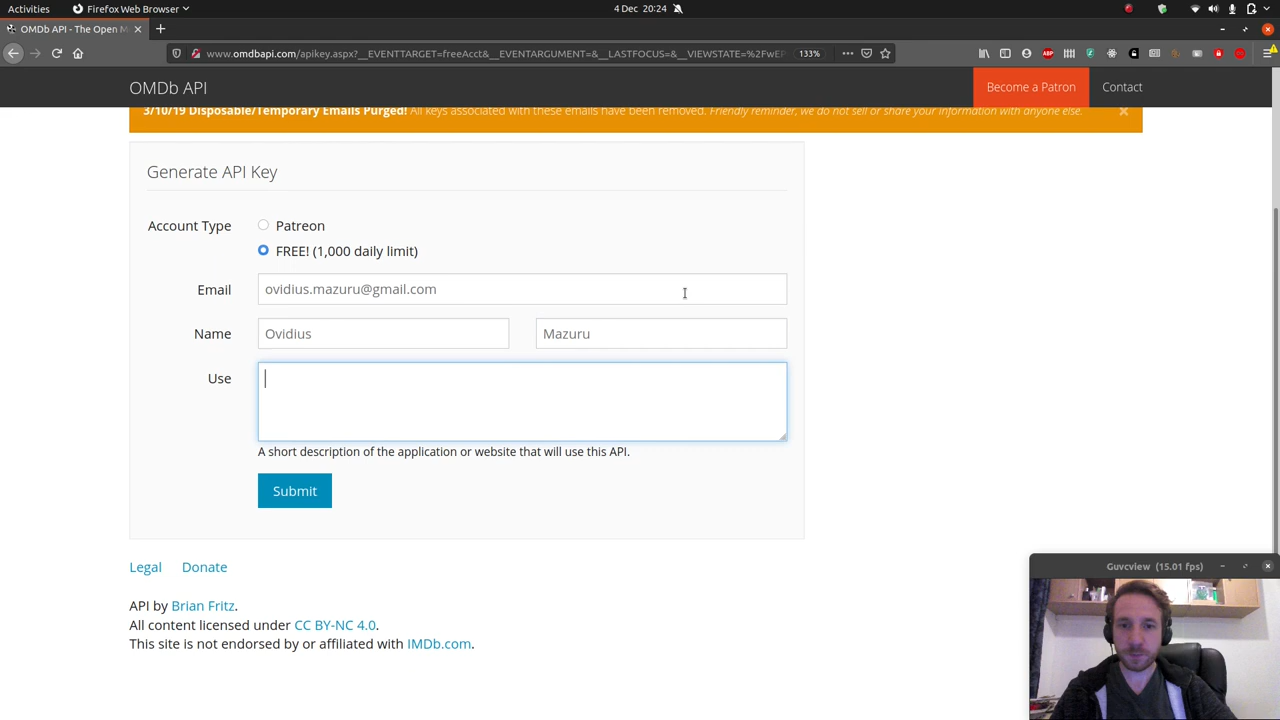 Activities Firefox Web Browser 4 Dec 20:24
OMDb API - The Open M
www.omdbapi.com/apikey.aspx?__EVENTTARGET=freeAcct&__EVENTARGUMENT=&__LASTFOCUS=&__VIEWSTATE=%2FwEP 133%
OMDb API Become a Patron Contact
3/10/19 Disposable/Temporary Emails Purged! All keys associated with these emails have been removed. Friendly reminder, we do not sell or share your information with anyone else.
Generate API Key
Account Type Patreon
FREE! (1,000 daily limit)
Email ovidius.mazuru@gmail.com
Name Ovidius Mazuru
Use
A short description of the application or website that will use this API.
Submit
Legal Donate
Guvcview (15.01 fps)
API by Brian Fritz.
All content licensed under CC BY-NC 4.0.
This site is not endorsed by or affiliated with IMDb.com.